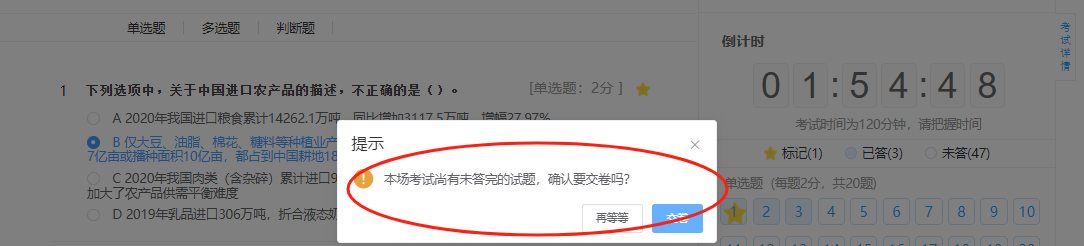 单选题 多选题 判断题
1 下列选项中，关于中国进口农产品的描述，不正确的是（ ）。 [单选题：2分 ]
A 2020年我国进口粮食累计14262.1万吨，同比增加3117.5万吨，增幅27.97%
B 仅大豆、油脂、棉花、糖料等种植业产
7亿亩或播种面积10亿亩，都占到中国耕地18
C 2020年我国肉类（含杂碎）累计进口9
加大了农产品供需平衡难度
D 2019年乳品进口306万吨，折合液态奶
提示
本场考试尚有未答完的试题，确认要交卷吗？
再等等 交卷
倒计时
01:54:48
考试时间为120分钟，请把握时间
标记(1) 已答(3) 未答(47)
单选题（每题2分，共20题）
1 2 3 4 5 6 7 8 9 10
考试详情